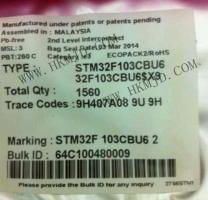 Manufactured under patents or patents pending
Assembled in : MALAYSIA
Pb-free 2nd Level Interconnect
MSL: 3 Bag Seal Date: 03 Mar 2014
PBT: 260 C Category : e3 ECOPACK2/RoHS
TYPE : STM32F103CBU6
32F103CBU6$X9
Total Qty : 1560
Trace Codes : 9H407A08 9U 9H
Marking : STM32F 103CBU6 2
Bulk ID : 64C100480009
Please provide the Bulk ID for any inquiry